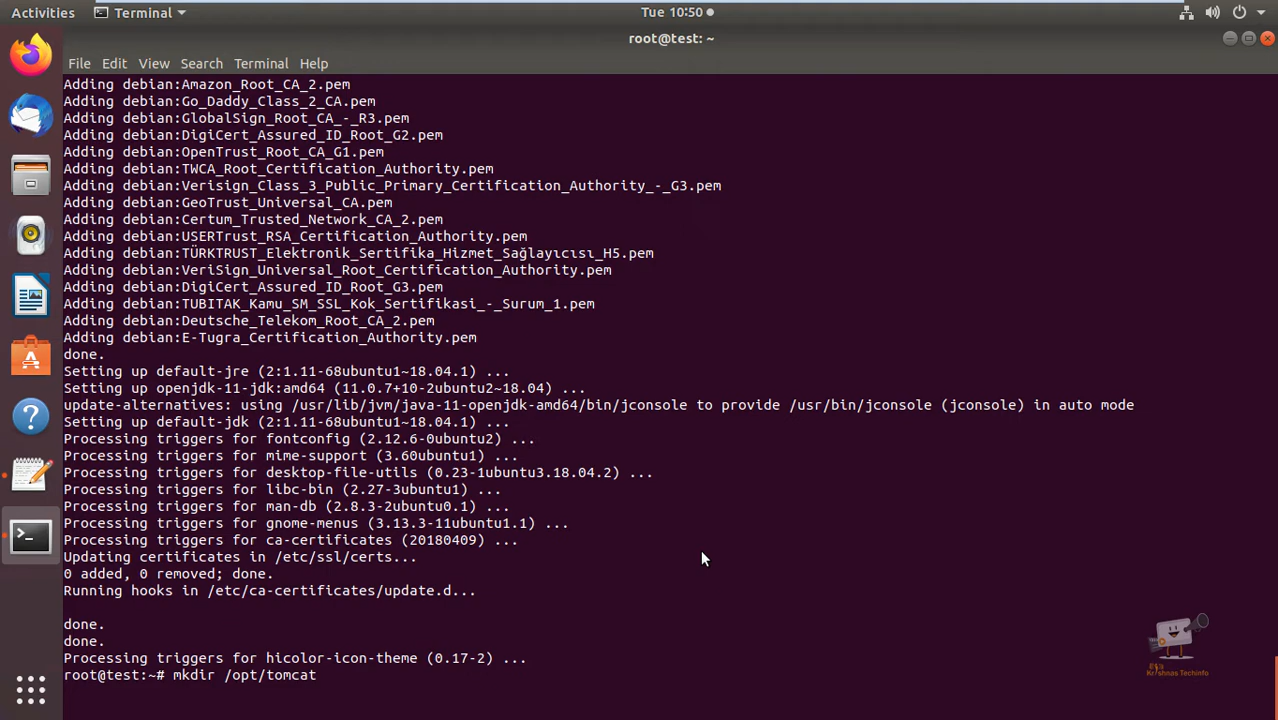 Activities
Terminal
Tue 10:50
root@test: ~
File Edit View Search Terminal Help
Adding debian:Amazon_Root_CA_2.pem
Adding debian:Go_Daddy_Class_2_CA.pem
Adding debian:GlobalSign_Root_CA_-_R3.pem
Adding debian:DigiCert_Assured_ID_Root_G2.pem
Adding debian:OpenTrust_Root_CA_G1.pem
Adding debian:TWCA_Root_Certification_Authority.pem
Adding debian:Verisign_Class_3_Public_Primary_Certification_Authority_-_G3.pem
Adding debian:GeoTrust_Universal_CA.pem
Adding debian:Certum_Trusted_Network_CA_2.pem
Adding debian:USERTrust_RSA_Certification_Authority.pem
Adding debian:TÜRKTRUST_Elektronik_Sertifika_Hizmet_Sağlayıcısı_H5.pem
Adding debian:VeriSign_Universal_Root_Certification_Authority.pem
Adding debian:DigiCert_Assured_ID_Root_G3.pem
Adding debian:TUBITAK_Kamu_SM_SSL_Kok_Sertifikasi_-_Surum_1.pem
Adding debian:Deutsche_Telekom_Root_CA_2.pem
Adding debian:E-Tugra_Certification_Authority.pem
done.
Setting up default-jre (2:1.11-68ubuntu1~18.04.1) ...
Setting up openjdk-11-jdk:amd64 (11.0.7+10-2ubuntu2~18.04) ...
update-alternatives: using /usr/lib/jvm/java-11-openjdk-amd64/bin/jconsole to provide /usr/bin/jconsole (jconsole) in auto mode
Setting up default-jdk (2:1.11-68ubuntu1~18.04.1) ...
Processing triggers for fontconfig (2.12.6-0ubuntu2) ...
Processing triggers for mime-support (3.60ubuntu1) ...
Processing triggers for desktop-file-utils (0.23-1ubuntu3.18.04.2) ...
Processing triggers for libc-bin (2.27-3ubuntu1) ...
Processing triggers for man-db (2.8.3-2ubuntu0.1) ...
Processing triggers for gnome-menus (3.13.3-11ubuntu1.1) ...
Processing triggers for ca-certificates (20180409) ...
Updating certificates in /etc/ssl/certs...
0 added, 0 removed; done.
Running hooks in /etc/ca-certificates/update.d...
done.
done.
Processing triggers for hicolor-icon-theme (0.17-2) ...
root@test:~# mkdir /opt/tomcat
Krishnas Techinfo